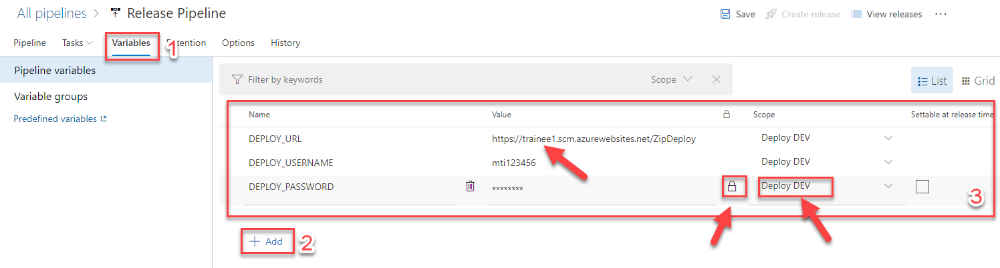 All pipelines > Release Pipeline Save Create release View releases ...
Pipeline Tasks Variables 1 tention Options History
Pipeline variables
Filter by keywords Scope List Grid
Variable groups
Predefined variables
Name Value Scope Settable at release time
DEPLOY_URL https://trainee1.scm.azurewebsites.net/ZipDeploy Deploy DEV
DEPLOY_USERNAME mti123456 Deploy DEV
DEPLOY_PASSWORD ******** Deploy DEV
3
+ Add 2